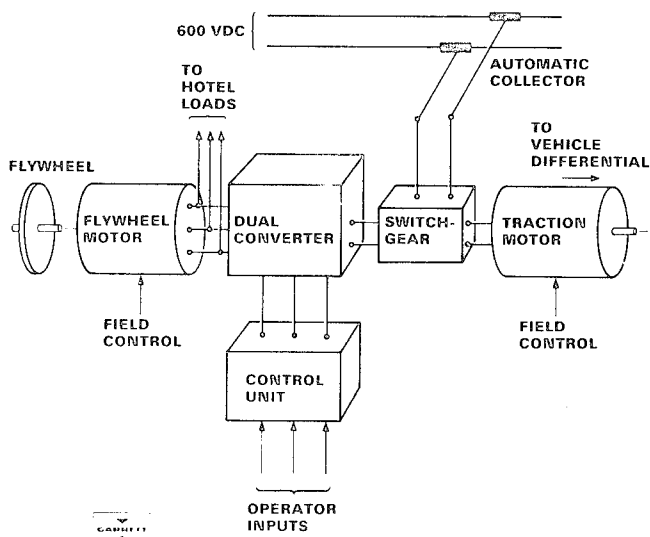 600 VDC
TO
HOTEL
LOADS
AUTOMATIC
COLLECTOR
TO
VEHICLE
DIFFERENTIAL
FLYWHEEL
FLYWHEEL
MOTOR
DUAL
CONVERTER
SWITCH-
GEAR
TRACTION
MOTOR
FIELD
CONTROL
FIELD
CONTROL
CONTROL
UNIT
OPERATOR
INPUTS
GARRETT